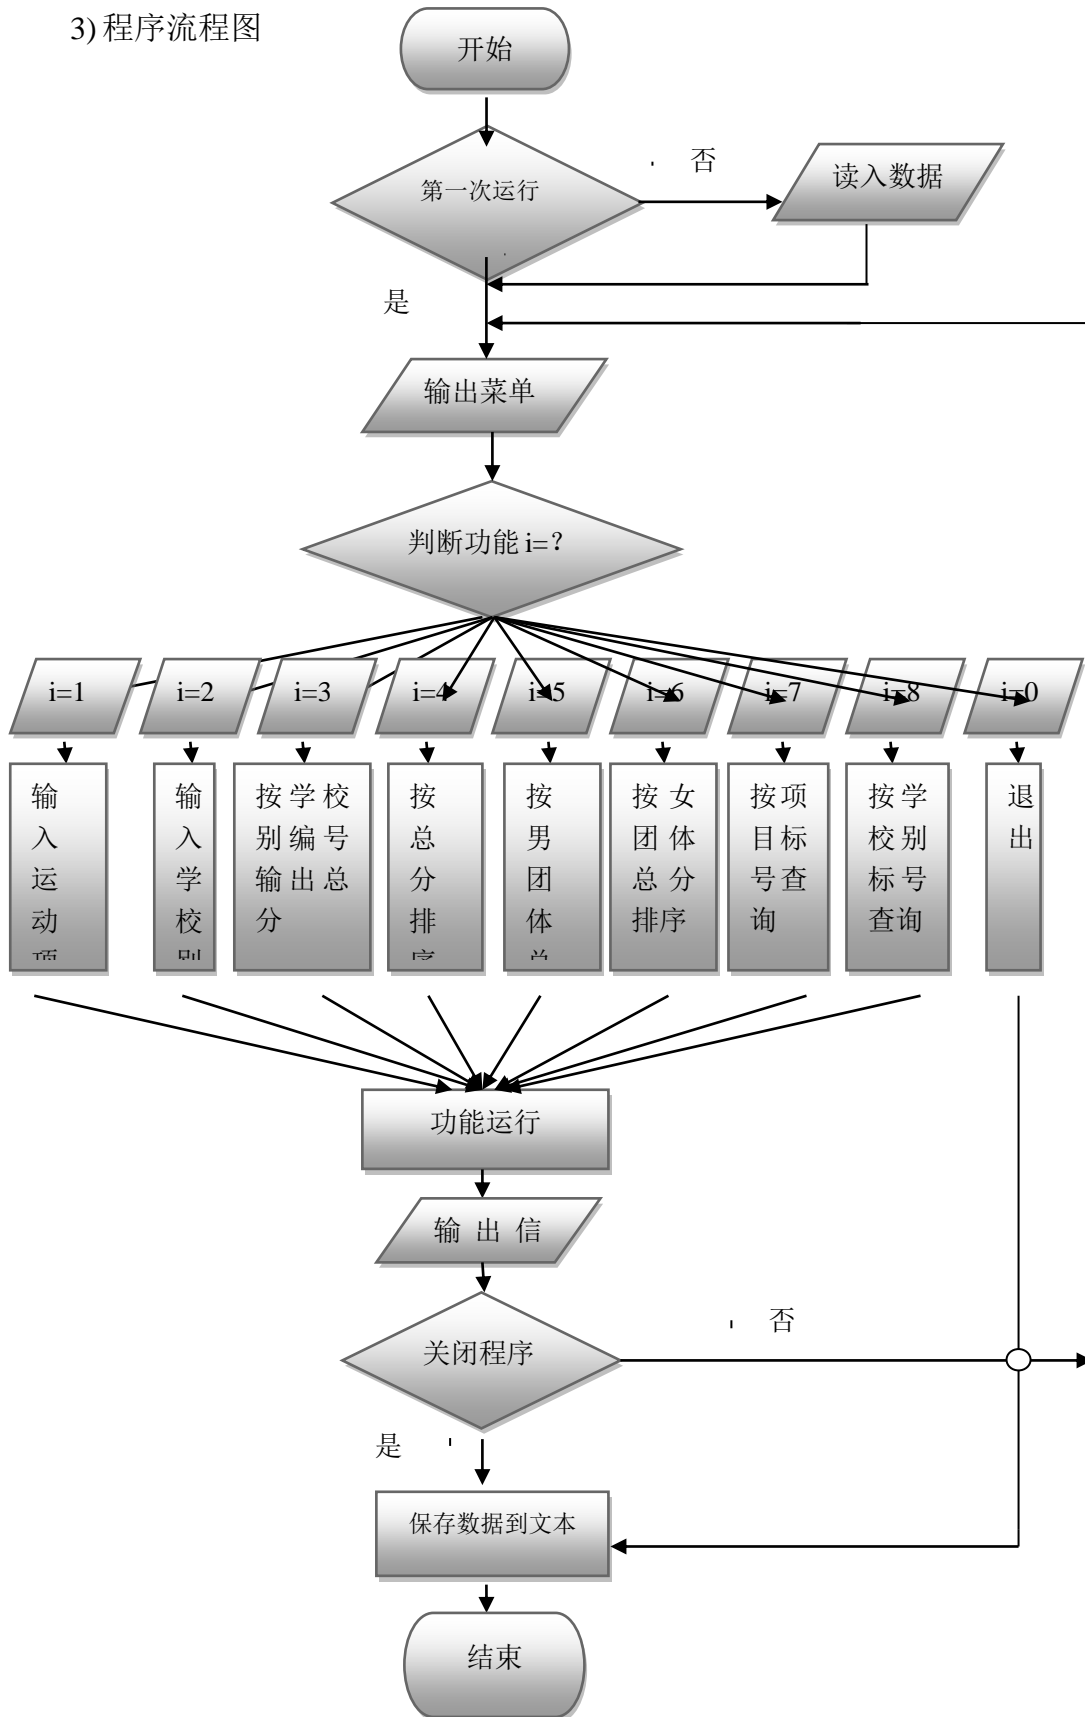 3)程序流程图
开始
第一次运行
否
读入数据
是
输出菜单
判断功能 i=？
i=1
i=2
i=3
i=4
i=5
i=6
i=7
i=8
i=0
输
入
运
动
项
输
入
学
校
别
按学校
别编号
输出总
分
按
总
分
排
序
按
男
团
体
总
按女
团体
总分
排序
按项
目标
号查
询
按学
校别
标号
查询
退
出
功能运行
输出信
关闭程序
否
是
保存数据到文本
结束